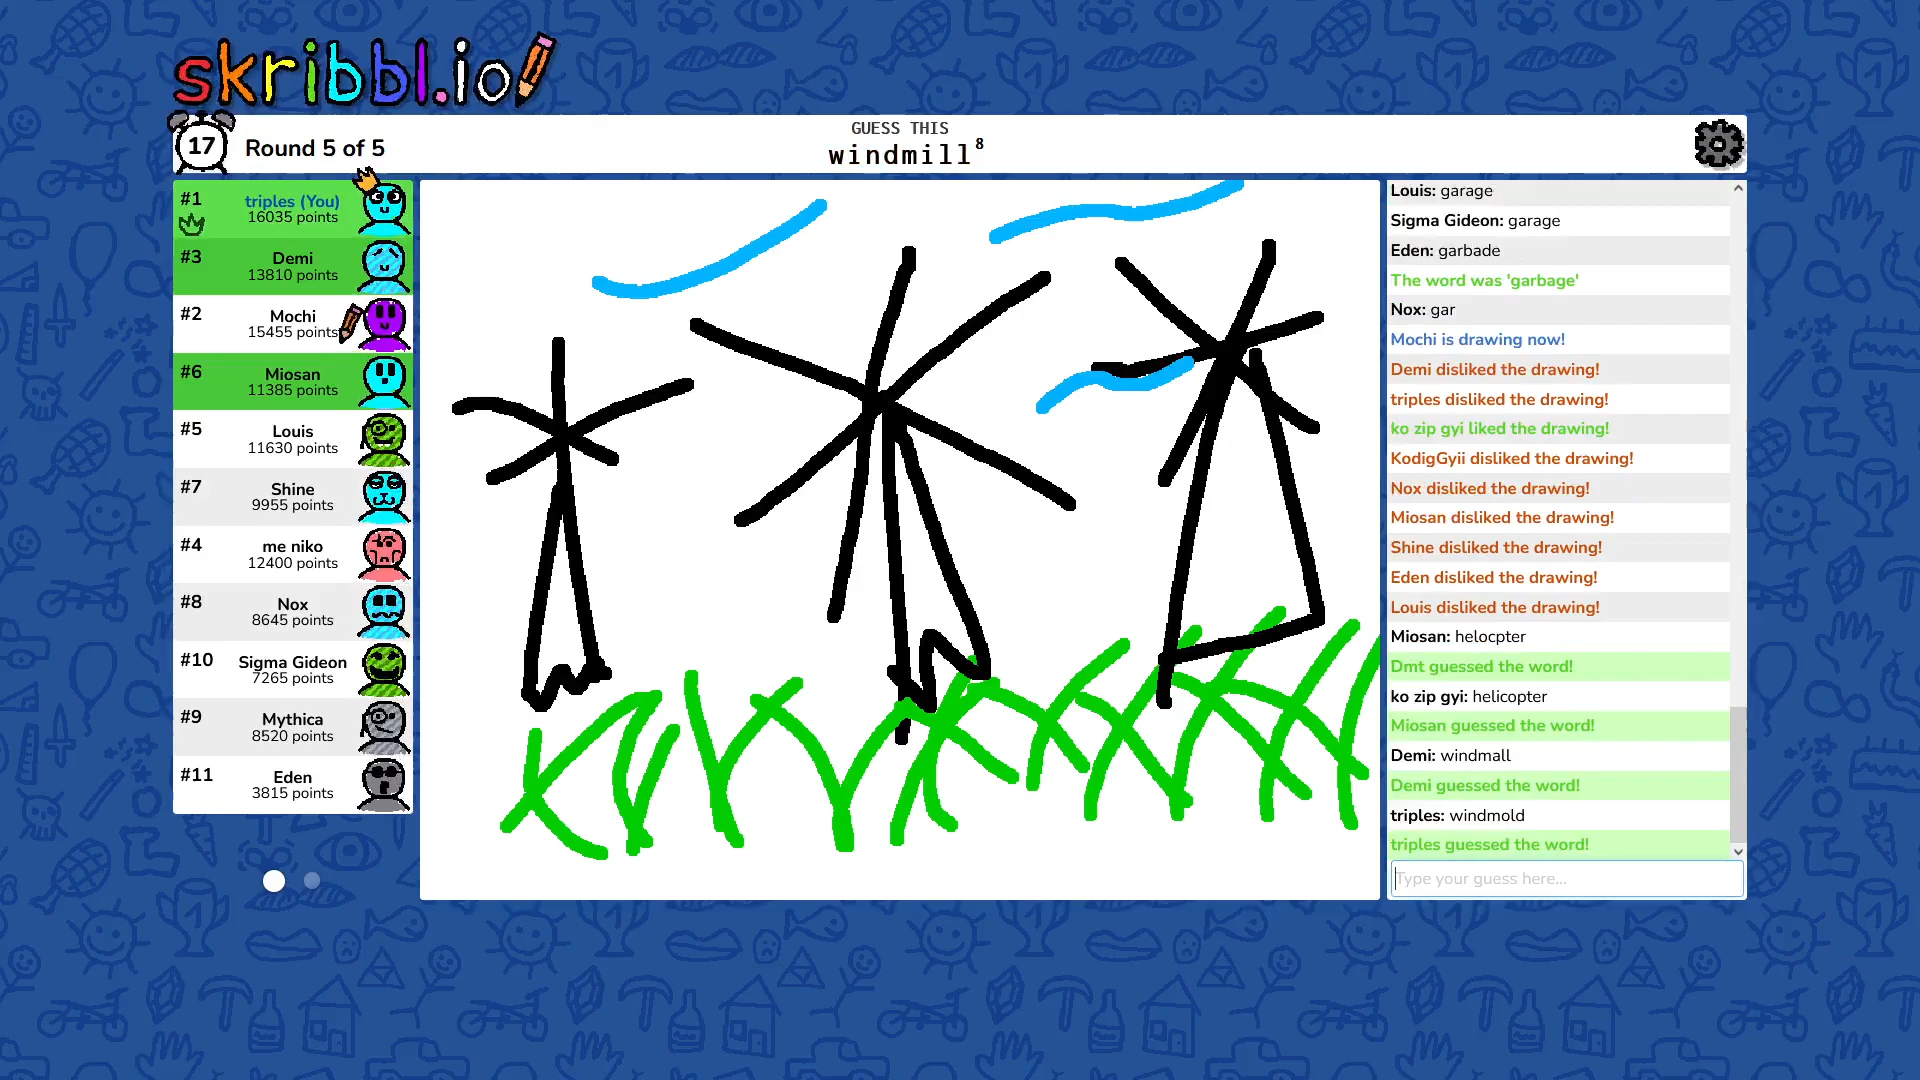 skribbl.io
17
Round 5 of 5
GUESS THIS
windmill 8
#1
triples (You)
16035 points
#3
Demi
13810 points
#2
Mochi
15455 points
#6
Miosan
11385 points
#5
Louis
11630 points
#7
Shine
9955 points
#4
me niko
12400 points
#8
Nox
8645 points
#10
Sigma Gideon
7265 points
#9
Mythica
8520 points
#11
Eden
3815 points
Louis: garage
Sigma Gideon: garage
Eden: garbade
The word was 'garbage'
Nox: gar
Mochi is drawing now!
Demi disliked the drawing!
triples disliked the drawing!
ko zip gyi liked the drawing!
KodigGyii disliked the drawing!
Nox disliked the drawing!
Miosan disliked the drawing!
Shine disliked the drawing!
Eden disliked the drawing!
Louis disliked the drawing!
Miosan: helocpter
Dmt guessed the word!
ko zip gyi: helicopter
Miosan guessed the word!
Demi: windmall
Demi guessed the word!
triples: windmold
triples guessed the word!
Type your guess here...